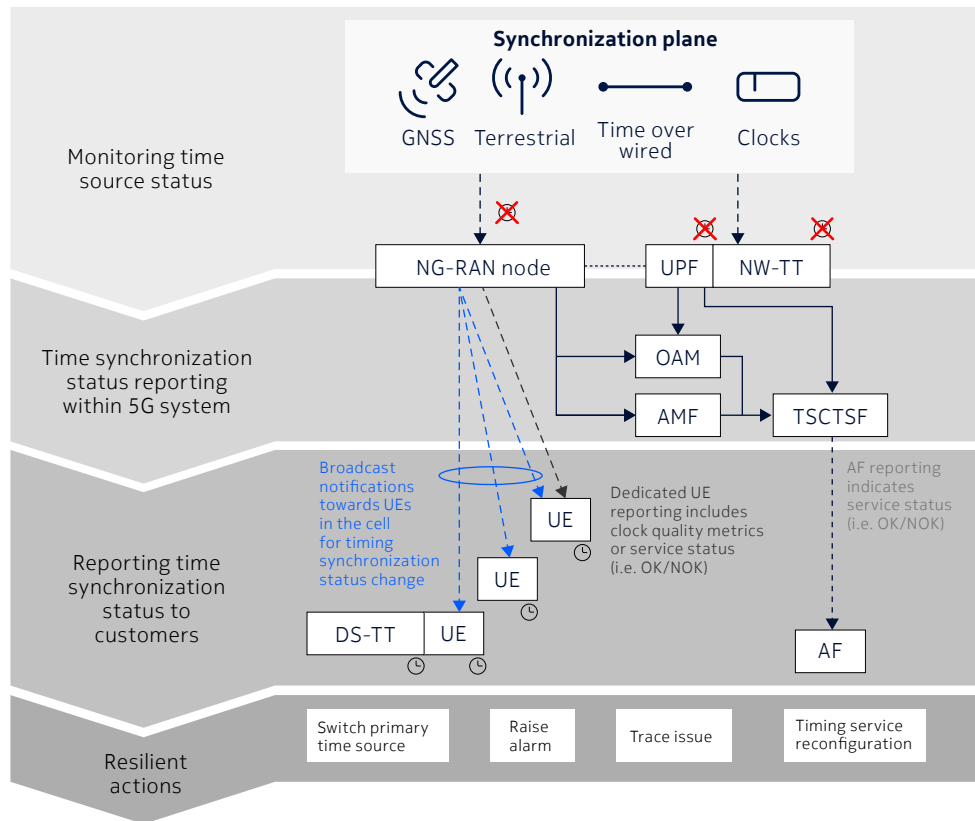 Synchronization plane
GNSS
Terrestrial
Time over
wired
Clocks
Monitoring time
source status
NG-RAN node
UPF
NW-TT
Time synchronization
status reporting
within 5G system
OAM
AMF
TSCTSF
Broadcast
notifications
towards UEs
in the cell
for timing
synchronization
status change
UE
Dedicated UE
reporting includes
clock quality metrics
or service status
(i.e. OK/NOK)
AF reporting
indicates
service status
(i.e. OK/NOK)
Reporting time
synchronization
status to
customers
UE
DS-TT
UE
AF
Resilient
actions
Switch primary
time source
Raise
alarm
Trace issue
Timing service
reconfiguration